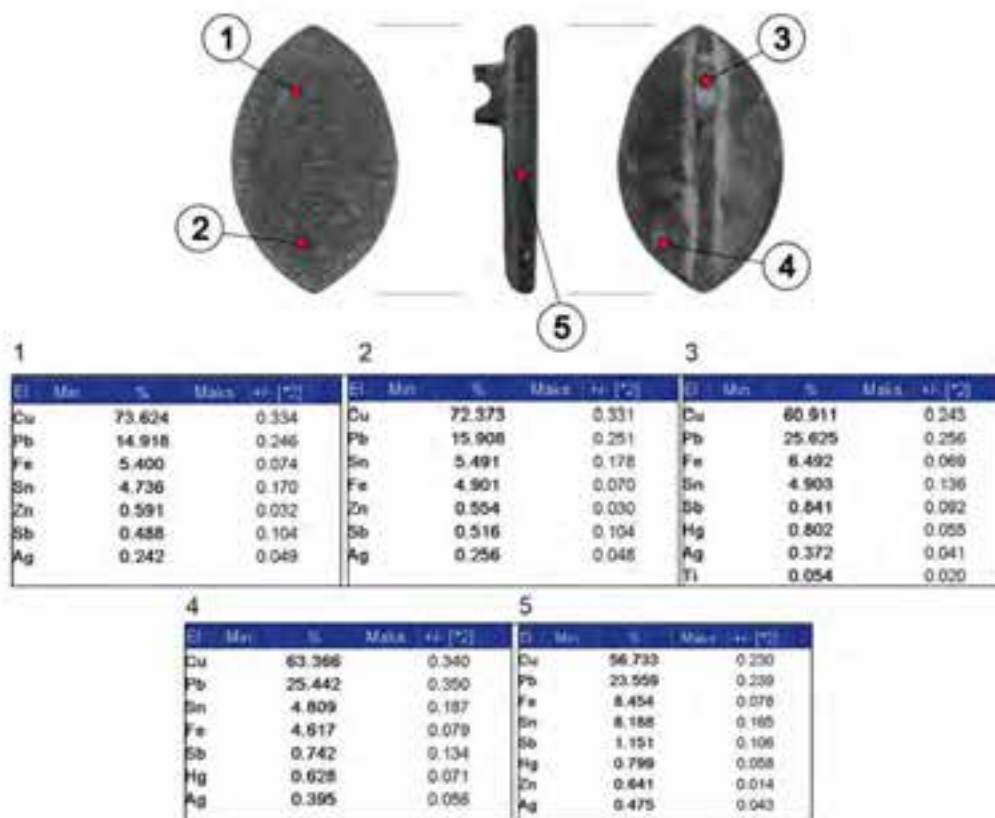 1
2
3
4
5
1
El Min % Maks +/- [*2]
Cu 73.624 0.334
Pb 14.918 0.246
Fe 5.400 0.074
Sn 4.736 0.170
Zn 0.591 0.032
Sb 0.488 0.104
Ag 0.242 0.049
2
El Min % Maks +/- [*2]
Cu 72.373 0.331
Pb 15.908 0.251
Sn 5.491 0.178
Fe 4.901 0.070
Zn 0.554 0.030
Sb 0.516 0.104
Ag 0.256 0.048
3
El Min % Maks +/- [*2]
Cu 60.911 0.243
Pb 25.625 0.256
Fe 6.492 0.069
Sn 4.903 0.136
Sb 0.841 0.092
Hg 0.802 0.055
Ag 0.372 0.041
Ti 0.054 0.020
4
El Min % Maks +/- [*2]
Cu 63.366 0.340
Pb 25.442 0.350
Sn 4.809 0.187
Fe 4.617 0.079
Sb 0.742 0.134
Hg 0.628 0.071
Ag 0.395 0.056
5
El Min % Maks +/- [*2]
Cu 56.733 0.230
Pb 23.559 0.239
Fe 8.454 0.078
Sn 8.188 0.165
Sb 1.151 0.106
Hg 0.799 0.058
Zn 0.641 0.014
Ag 0.475 0.043